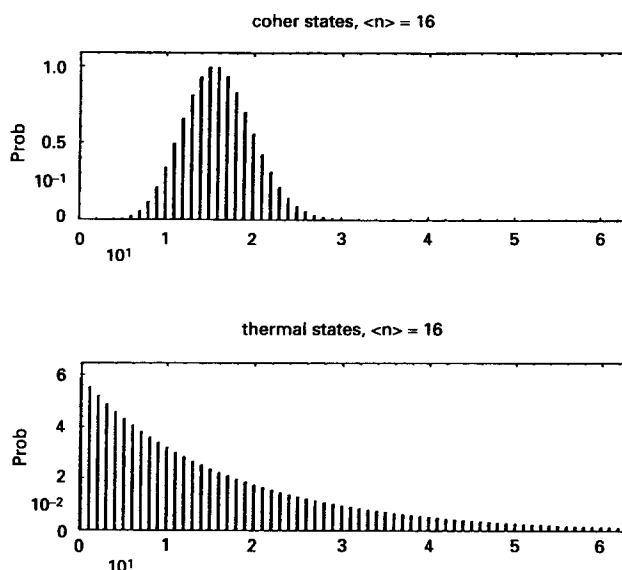 coher states, <n> = 16
1.0
0.5
10⁻¹
0
Prob
0 1 2 3 4 5 6
10¹
thermal states, <n> = 16
6
4
2
10⁻²
0
Prob
0 1 2 3 4 5 6
10¹